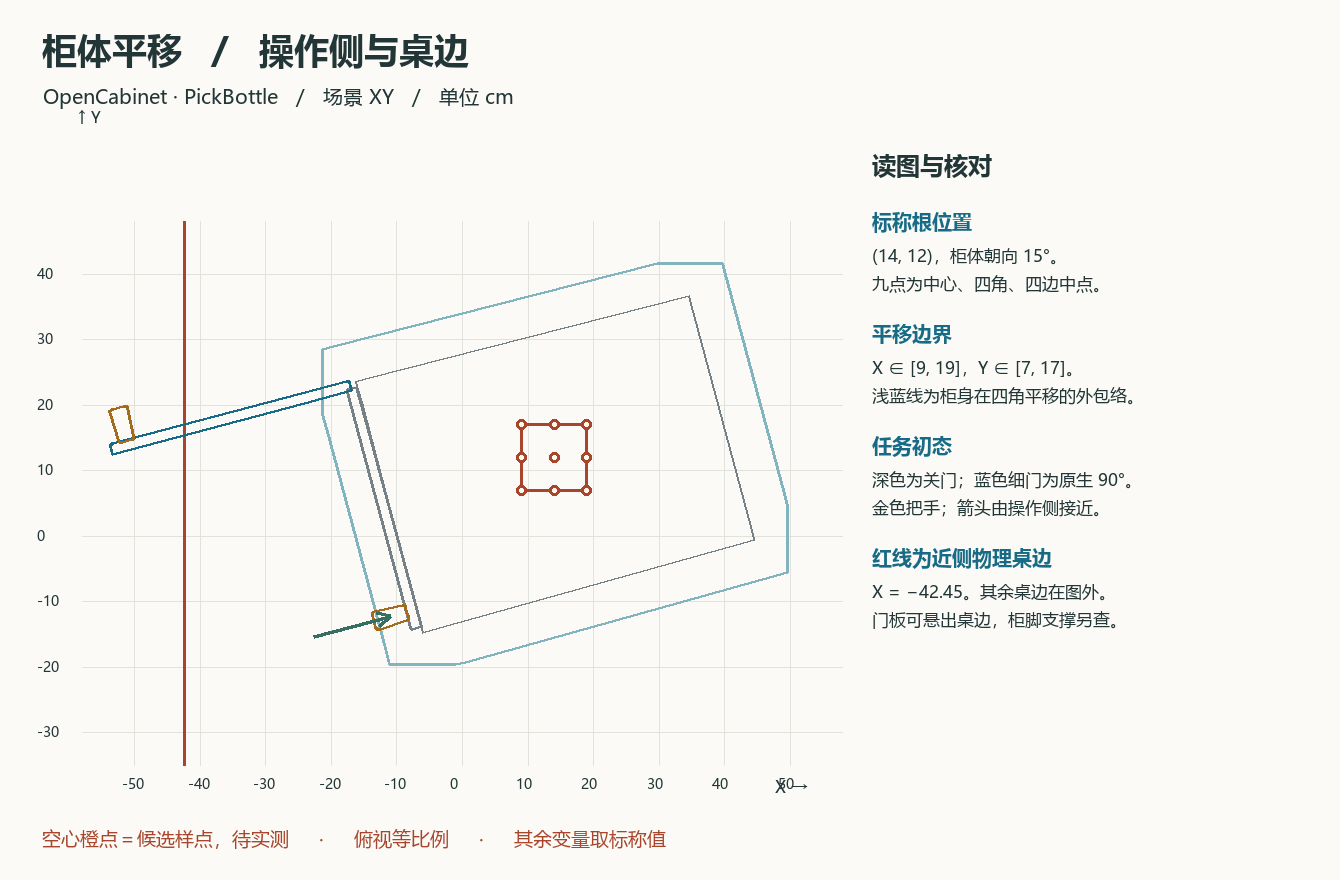 柜体平移 / 操作侧与桌边
OpenCabinet · PickBottle / 场景 XY / 单位 cm
↑ Y
读图与核对
标称根位置
(14, 12)，柜体朝向 15°。
九点为中心、四角、四边中点。
平移边界
X ∈ [9, 19]，Y ∈ [7, 17]。
浅蓝线为柜身在四角平移的外包络。
任务初态
深色为关门；蓝色细门为原生 90°。
金色把手；箭头由操作侧接近。
红线为近侧物理桌边
X = −42.45。其余桌边在图外。
门板可悬出桌边，柜脚支撑另查。
40
30
20
10
0
-10
-20
-30
-50 -40 -30 -20 -10 0 10 20 30 40 50
X →
空心橙点＝候选样点，待实测 · 俯视等比例 · 其余变量取标称值